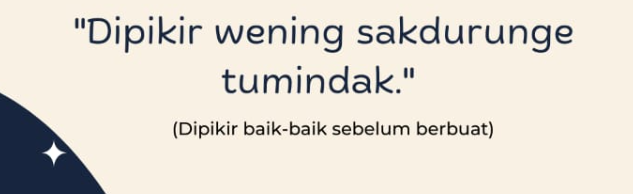 "Dipikir wening sakdurunge
tumindak."
(Dipikir baik-baik sebelum berbuat)